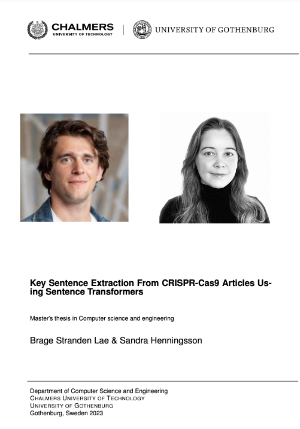 CHALMERS
UNIVERSITY OF TECHNOLOGY
UNIVERSITY OF GOTHENBURG
Key Sentence Extraction From CRISPR-Cas9 Articles Us-
ing Sentence Transformers
Master's thesis in Computer science and engineering
Brage Stranden Lae & Sandra Henningsson
Department of Computer Science and Engineering
CHALMERS UNIVERSITY OF TECHNOLOGY
UNIVERSITY OF GOTHENBURG
Gothenburg, Sweden 2023